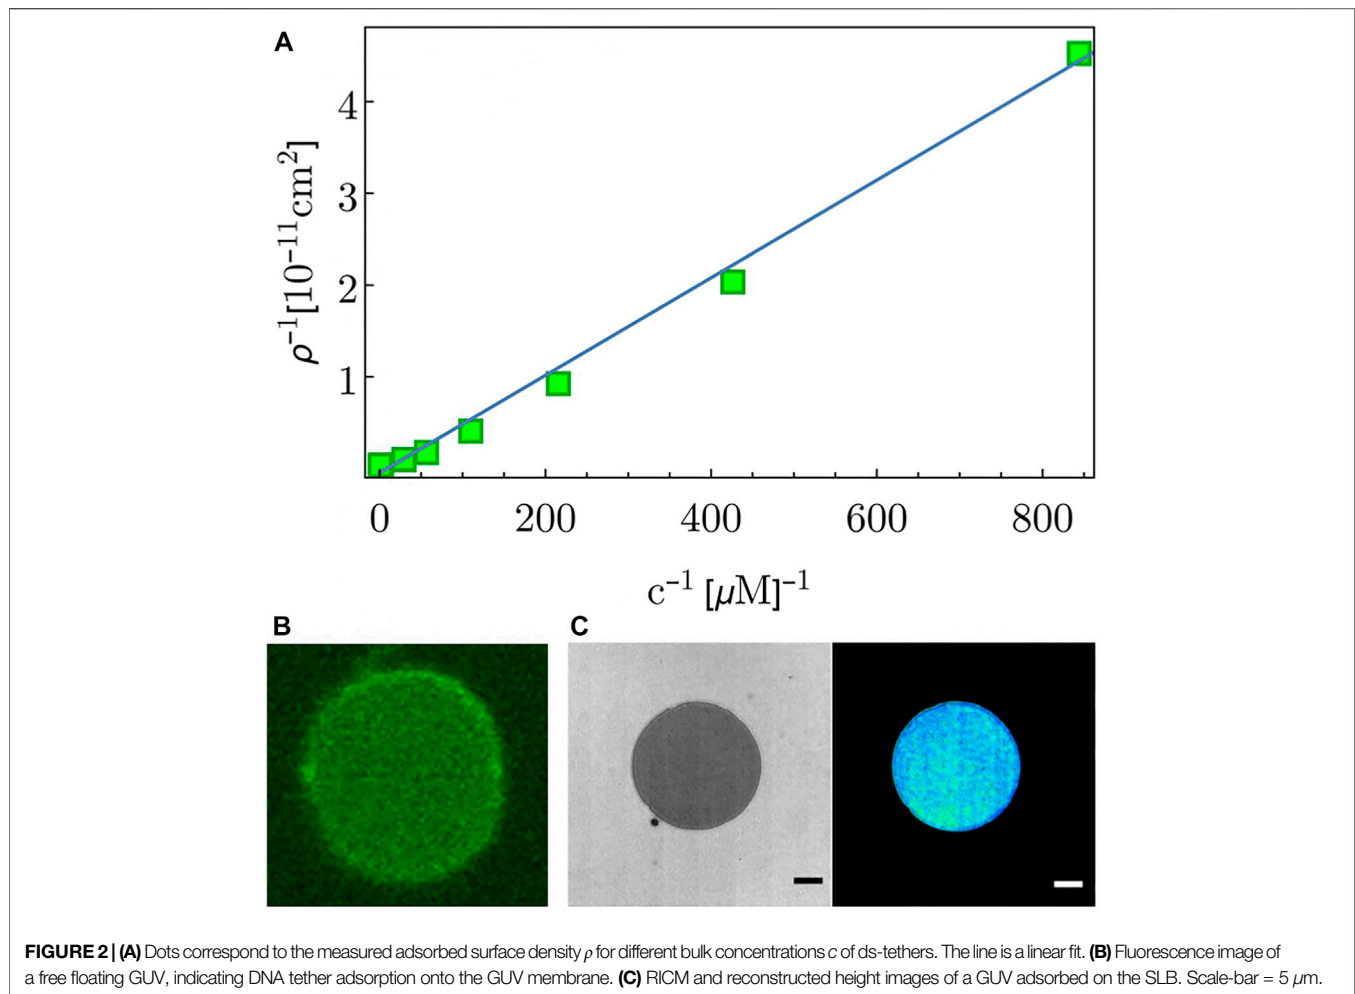 A
ρ⁻¹[10⁻¹¹cm²]
4
3
2
1
0 200 400 600 800
c⁻¹ [μM]⁻¹
B C
FIGURE 2 | (A) Dots correspond to the measured adsorbed surface density ρ for different bulk concentrations c of ds-tethers. The line is a linear fit. (B) Fluorescence image of
a free floating GUV, indicating DNA tether adsorption onto the GUV membrane. (C) RICM and reconstructed height images of a GUV adsorbed on the SLB. Scale-bar = 5 μm.